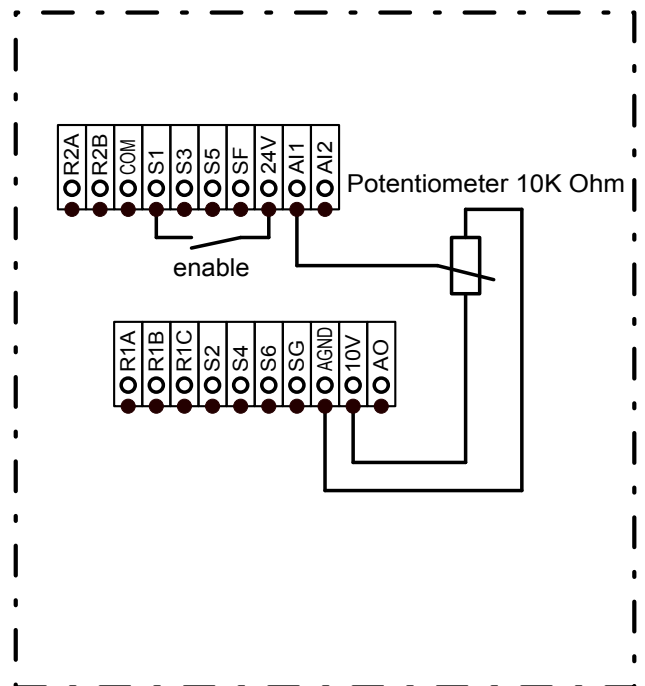 R2A R2B COM S1 S3 S5 SF 24V AI1 AI2
Potentiometer 10K Ohm
enable
R1A R1B R1C S2 S4 S6 SG AGND 10V AO